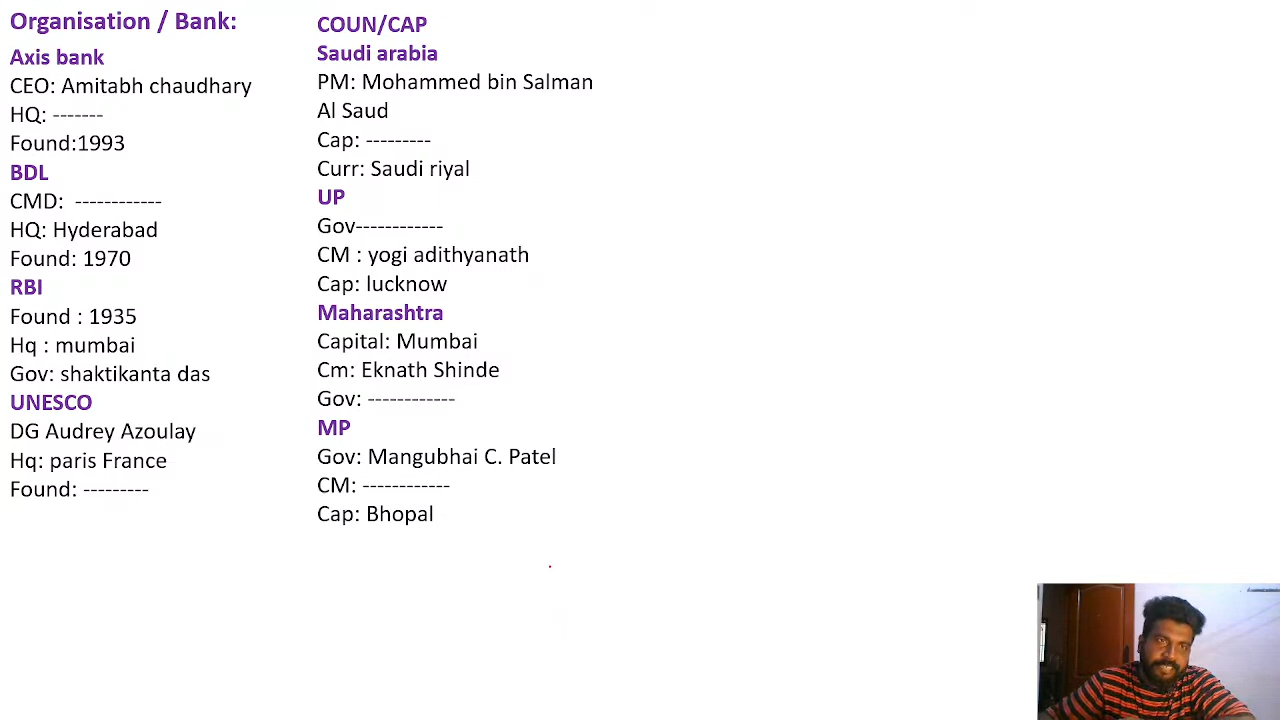 Organisation / Bank:
Axis bank
CEO: Amitabh chaudhary
HQ: -------
Found:1993
BDL
CMD:  ------------
HQ: Hyderabad
Found: 1970
RBI
Found : 1935
Hq : mumbai
Gov: shaktikanta das
UNESCO
DG Audrey Azoulay
Hq: paris France
Found: ---------
COUN/CAP
Saudi arabia
PM: Mohammed bin Salman
Al Saud
Cap: ---------
Curr: Saudi riyal
UP
Gov------------
CM : yogi adithyanath
Cap: lucknow
Maharashtra
Capital: Mumbai
Cm: Eknath Shinde
Gov: ------------
MP
Gov: Mangubhai C. Patel
CM: ------------
Cap: Bhopal